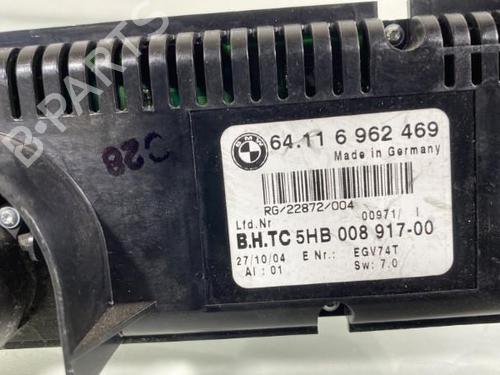 BMW
64.11 6 962 469
Made in Germany
RG/22872/004
Lfd.Nr
00971/ I
B.H.TC 5HB 008 917-00
27/10/04 E Nr.: EGV74T
AI: 01 Sw: 7.0
C28
B-PARTS